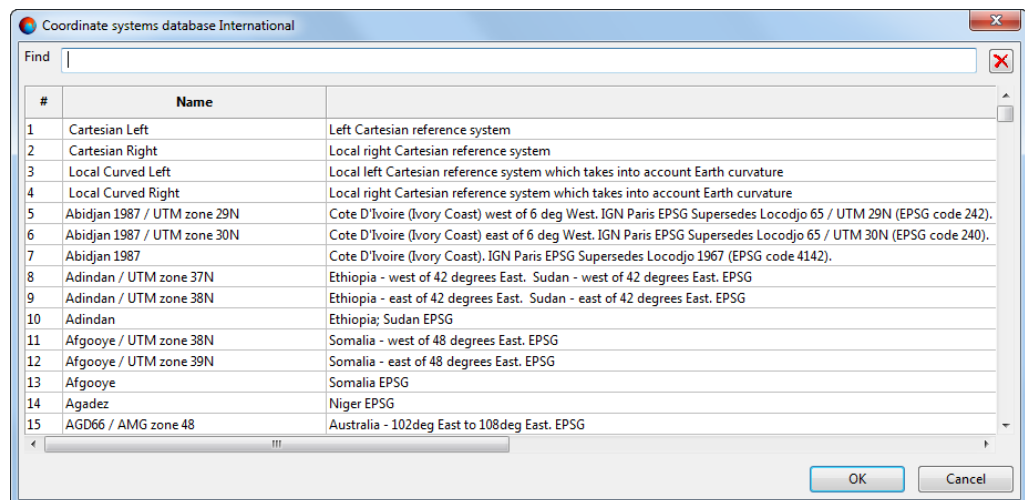 Coordinate systems database International
Find
# Name
1 Cartesian Left Left Cartesian reference system
2 Cartesian Right Local right Cartesian reference system
3 Local Curved Left Local left Cartesian reference system which takes into account Earth curvature
4 Local Curved Right Local right Cartesian reference system which takes into account Earth curvature
5 Abidjan 1987 / UTM zone 29N Cote D'Ivoire (Ivory Coast) west of 6 deg West. IGN Paris EPSG Supersedes Locodjo 65 / UTM 29N (EPSG code 242).
6 Abidjan 1987 / UTM zone 30N Cote D'Ivoire (Ivory Coast) east of 6 deg West. IGN Paris EPSG Supersedes Locodjo 65 / UTM 30N (EPSG code 240).
7 Abidjan 1987 Cote D'Ivoire (Ivory Coast). IGN Paris EPSG Supersedes Locodjo 1967 (EPSG code 4142).
8 Adindan / UTM zone 37N Ethiopia - west of 42 degrees East. Sudan - west of 42 degrees East. EPSG
9 Adindan / UTM zone 38N Ethiopia - east of 42 degrees East. Sudan - east of 42 degrees East. EPSG
10 Adindan Ethiopia; Sudan EPSG
11 Afgooye / UTM zone 38N Somalia - west of 48 degrees East. EPSG
12 Afgooye / UTM zone 39N Somalia - east of 48 degrees East. EPSG
13 Afgooye Somalia EPSG
14 Agadez Niger EPSG
15 AGD66 / AMG zone 48 Australia - 102deg East to 108deg East. EPSG
OK Cancel